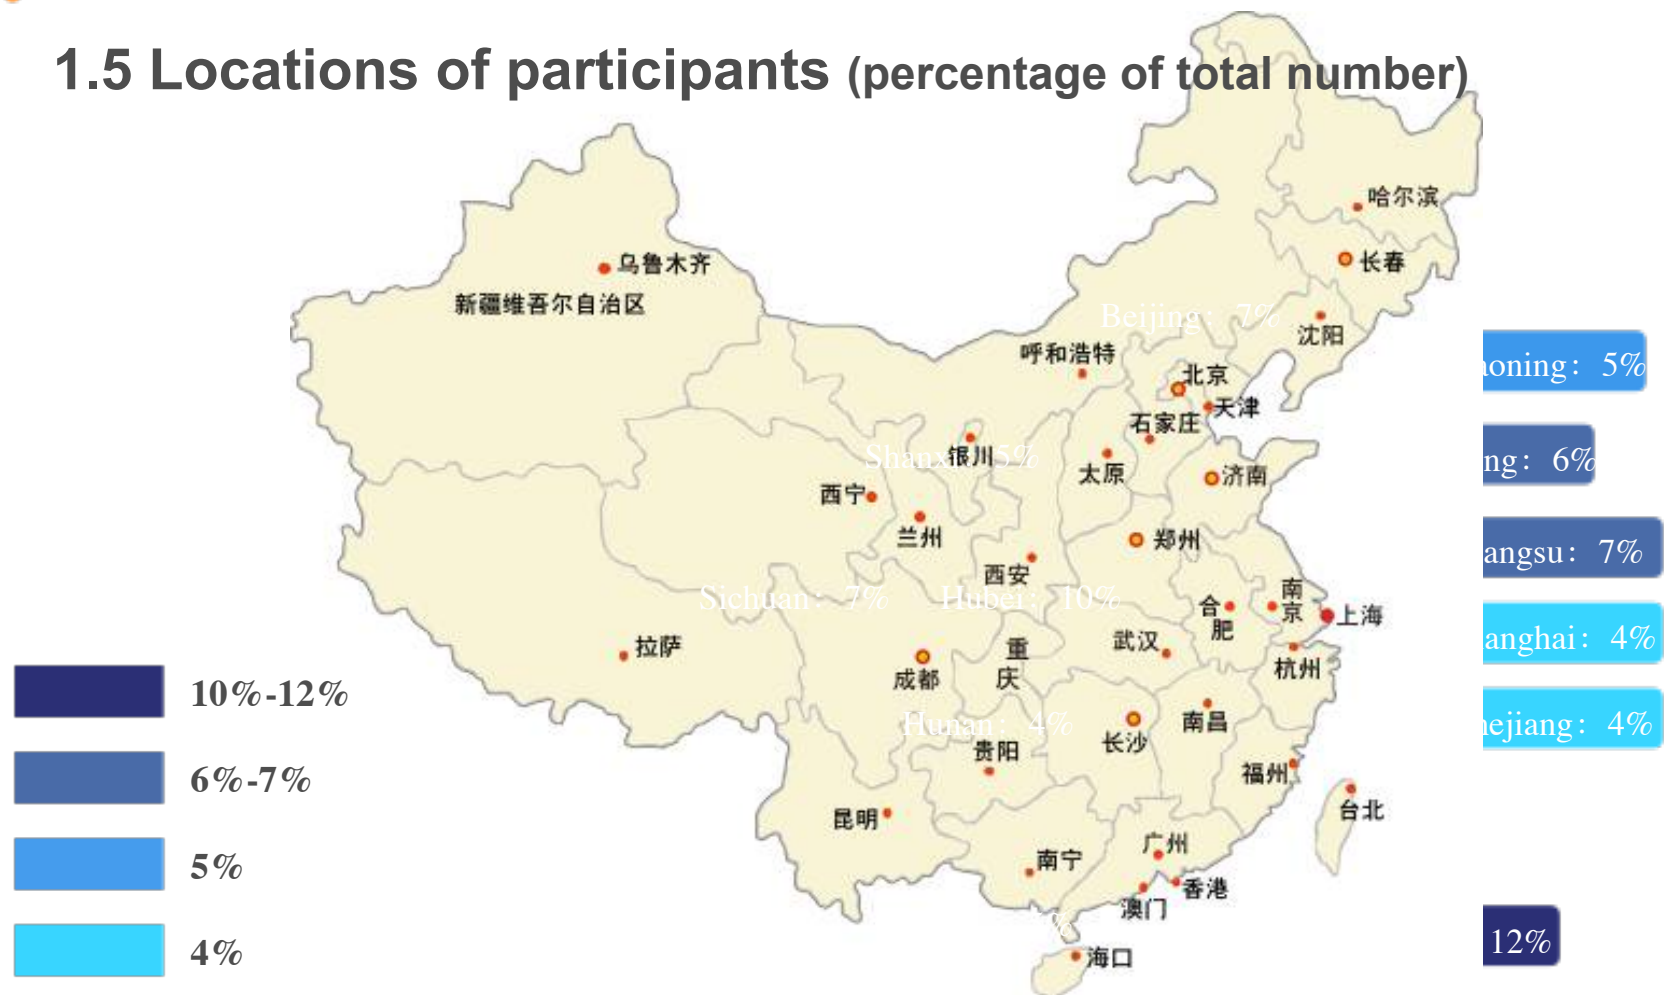 1.5 Locations of participants (percentage of total number)
哈尔滨
长春
乌鲁木齐
新疆维吾尔自治区
Beijing: 7%
沈阳
呼和浩特
北京
aoning: 5%
天津
石家庄
Shanxi: 5%
银川
太原
济南
ng: 6%
西宁
兰州
郑州
angsu: 7%
西安
Sichuan: 7%
Hubei: 10%
合肥
南京
上海
anghai: 4%
武汉
拉萨
重庆
成都
杭州
10%-12%
Hunan: 4%
长沙
南昌
hejiang: 4%
贵阳
6%-7%
福州
台北
昆明
广州
5%
南宁
香港
澳门
%
12%
4%
海口